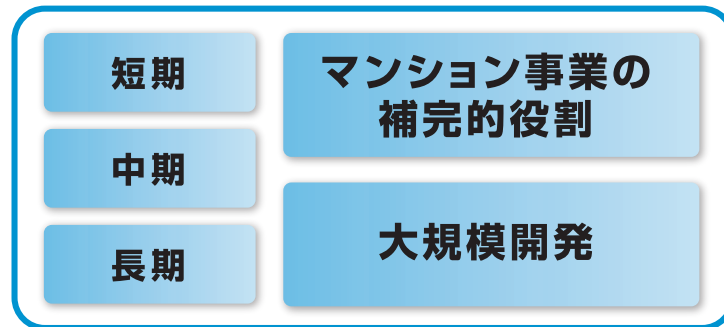 短期
中期
長期
マンション事業の
補完的役割
大規模開発